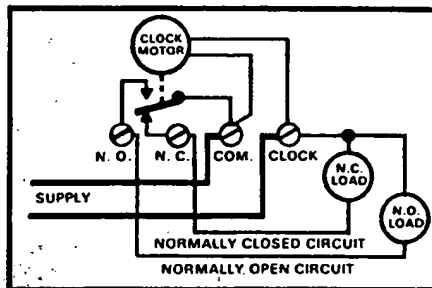 CLOCK
MOTOR
N. O. N. C. COM. CLOCK
N.C.
LOAD
SUPPLY
N.O.
LOAD
NORMALLY CLOSED CIRCUIT
NORMALLY OPEN CIRCUIT